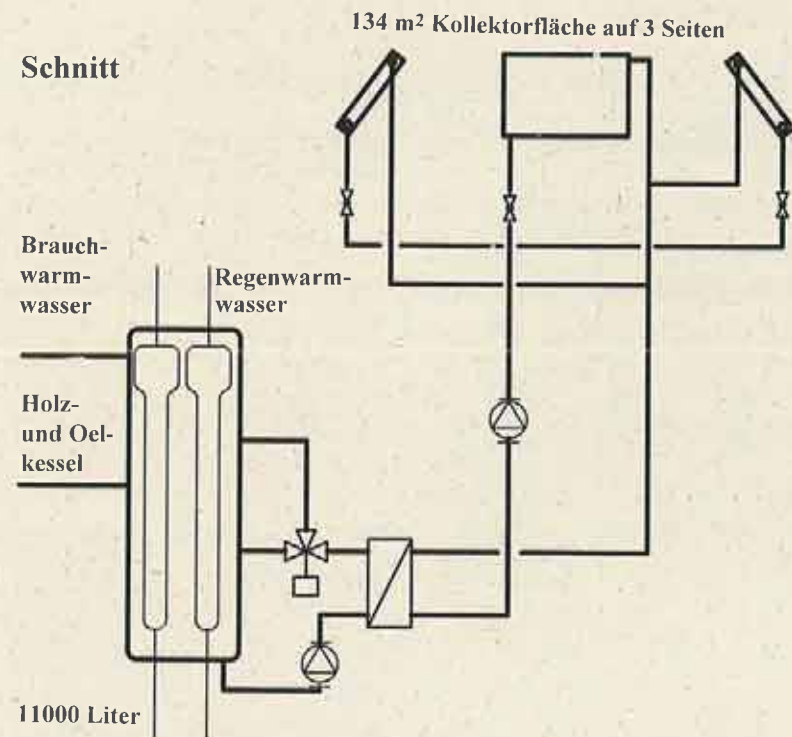 134 m² Kollektorfläche auf 3 Seiten
Schnitt
Brauch-
warm-
wasser
Regenwarm-
wasser
Holz-
und Oel-
kessel
11000 Liter